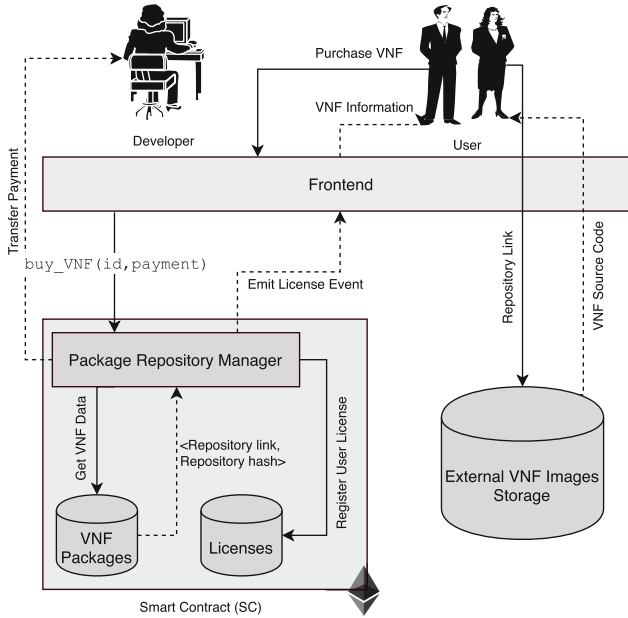 Purchase VNF
VNF Information
Developer
User
Transfer Payment
Frontend
buy_VNF(id,payment)
Emit License Event
Repository Link
VNF Source Code
Package Repository Manager
Get VNF Data
<Repository link,
Repository hash>
Register User License
External VNF Images
Storage
VNF
Packages
Licenses
Smart Contract (SC)